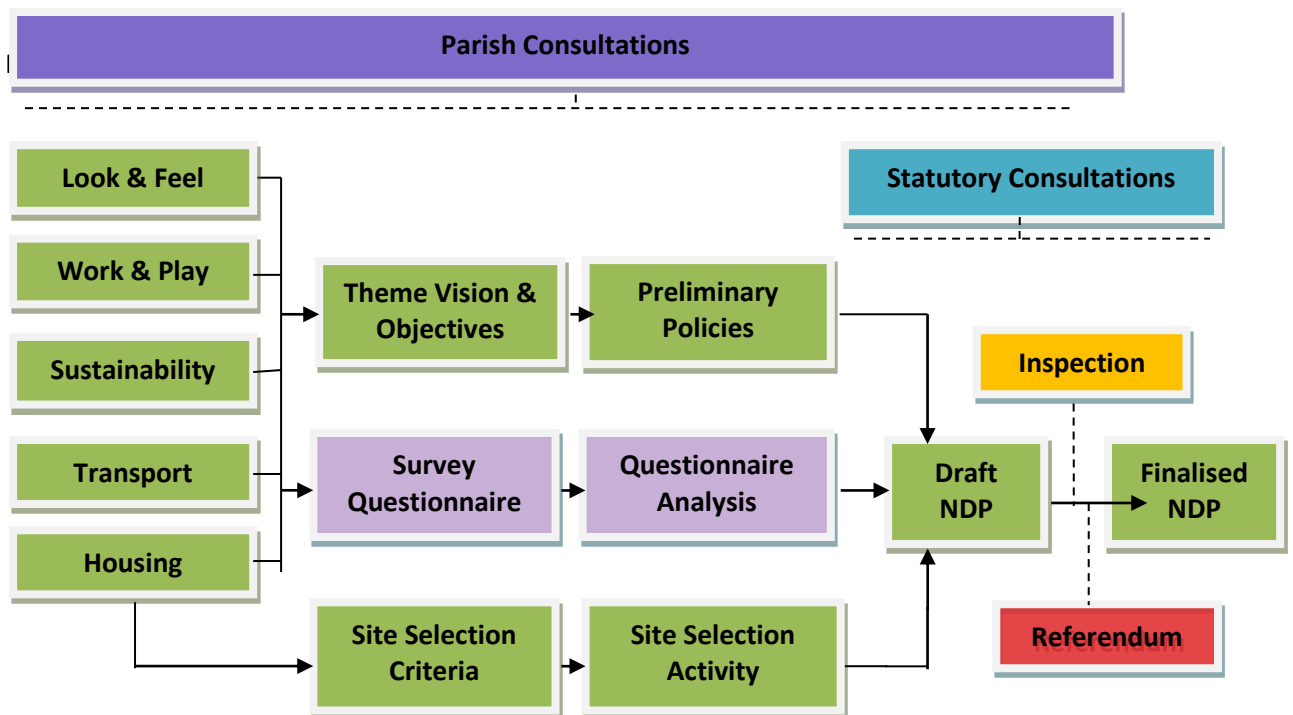 Parish Consultations
Look & Feel
Statutory Consultations
Work & Play
Theme Vision &
Objectives
Preliminary
Policies
Sustainability
Inspection
Transport
Survey
Questionnaire
Questionnaire
Analysis
Draft
NDP
Finalised
NDP
Housing
Site Selection
Criteria
Site Selection
Activity
Referendum